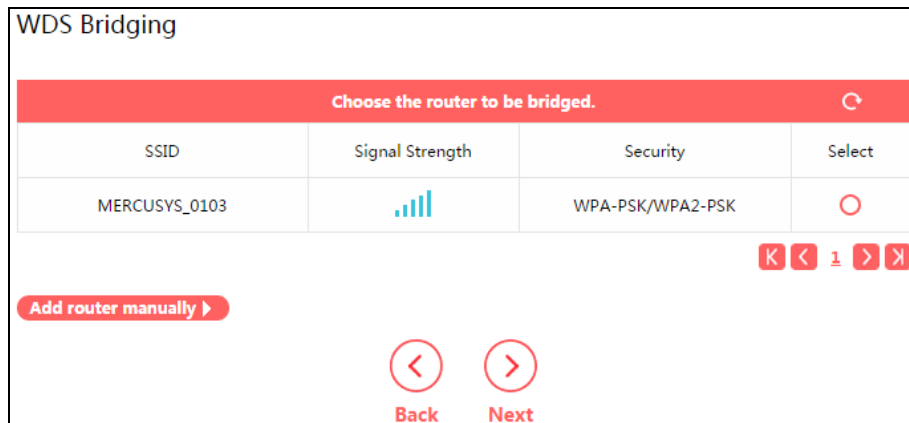 WDS Bridging
Choose the router to be bridged.
SSID Signal Strength Security Select
MERCUSYS_0103 WPA-PSK/WPA2-PSK
1
Add router manually
Back Next